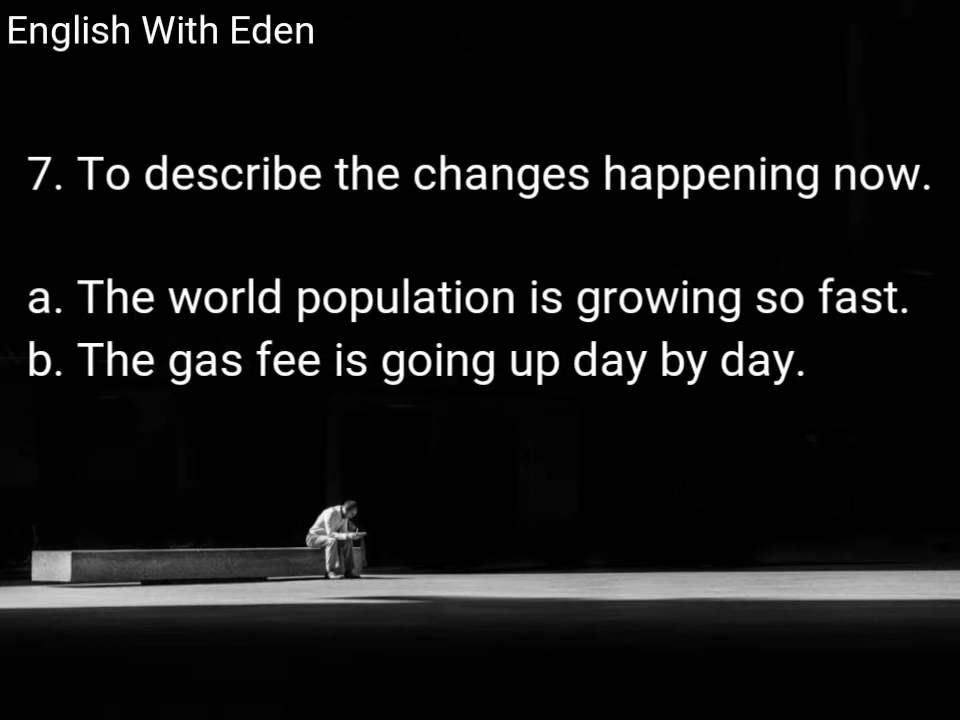 English With Eden
7. To describe the changes happening now.
a. The world population is growing so fast.
b. The gas fee is going up day by day.